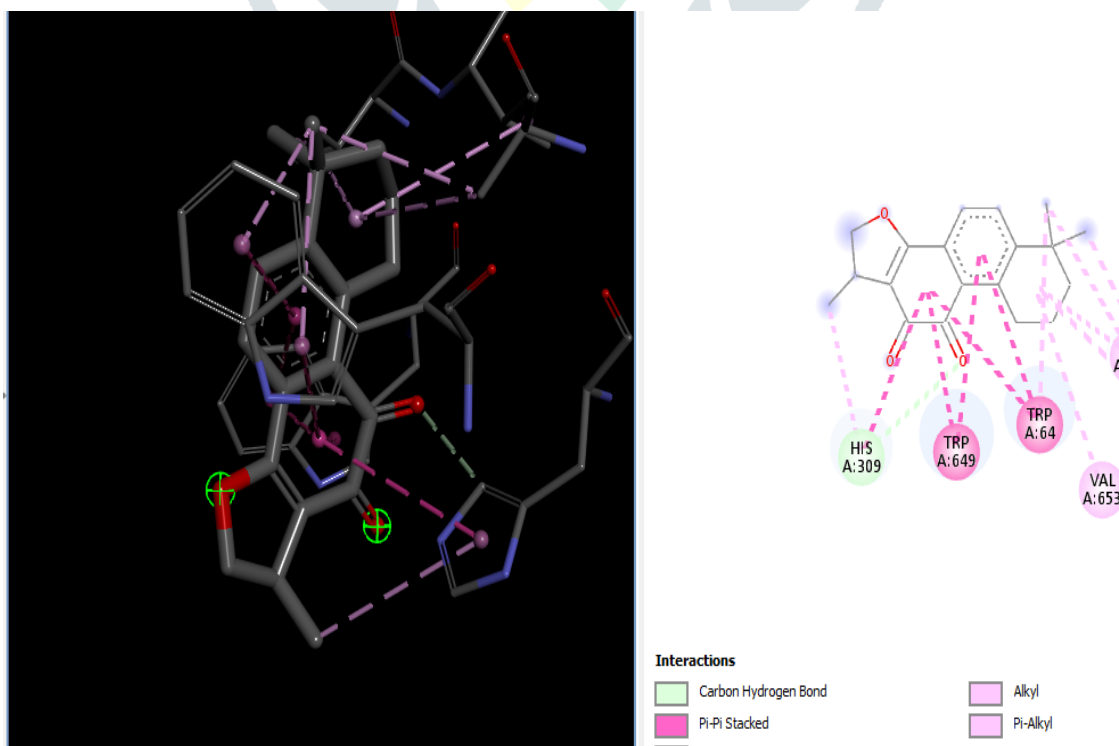 O
O
O
HIS
A:309
TRP
A:649
TRP
A:64
A
VAL
A:653
Interactions
Carbon Hydrogen Bond
Alkyl
Pi-Pi Stacked
Pi-Alkyl